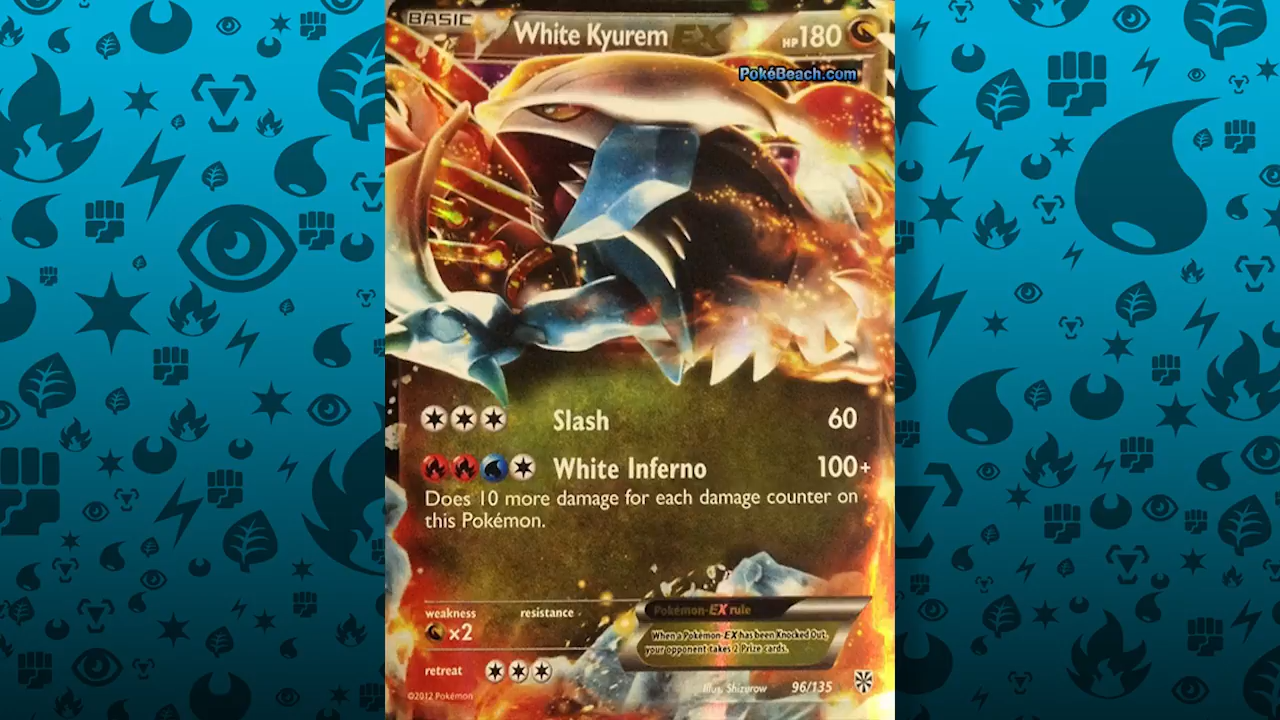 BASIC
White Kyurem EX HP180
PokéBeach.com
Slash 60
White Inferno 100+
Does 10 more damage for each damage counter on
this Pokémon.
weakness resistance
×2
retreat
Pokémon-EX rule
When a Pokémon-EX has been Knocked Out,
your opponent takes 2 Prize cards.
©2012 Pokémon
Illus. Shizurow 96/135